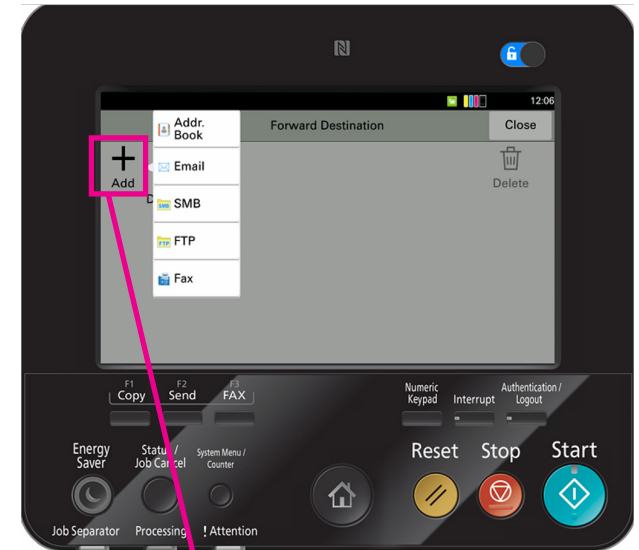 12:06
Forward Destination
Close
Addr.
Book
Add
Email
Delete
D
SMB
SMB
FTP
FTP
Fax
F1
Copy
F2
Send
F3
FAX
Numeric
Keypad
Interrupt
Authentication /
Logout
Energy
Saver
Status /
Job Cancel
System Menu /
Counter
Reset
Stop
Start
Job Separator
Processing
! Attention